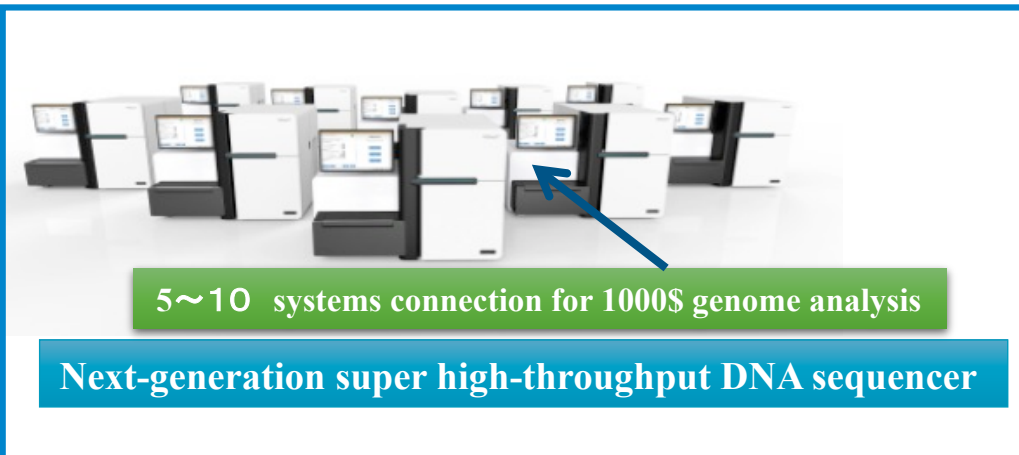 5～10 systems connection for 1000$ genome analysis
Next-generation super high-throughput DNA sequencer